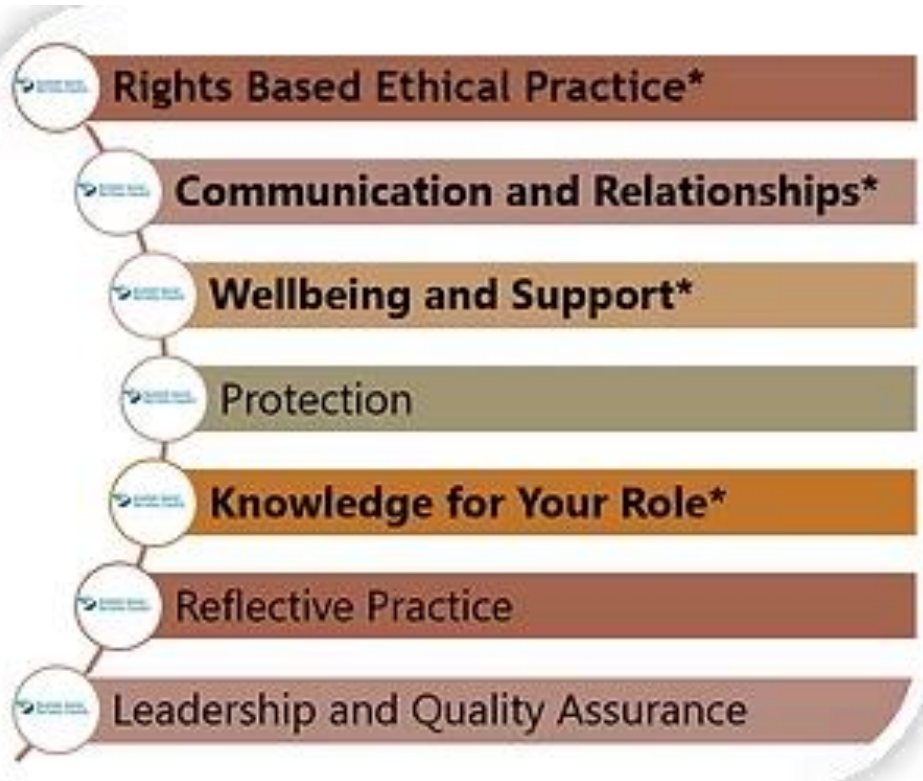 Rights Based Ethical Practice*
Communication and Relationships*
Wellbeing and Support*
Protection
Knowledge for Your Role*
Reflective Practice
Leadership and Quality Assurance